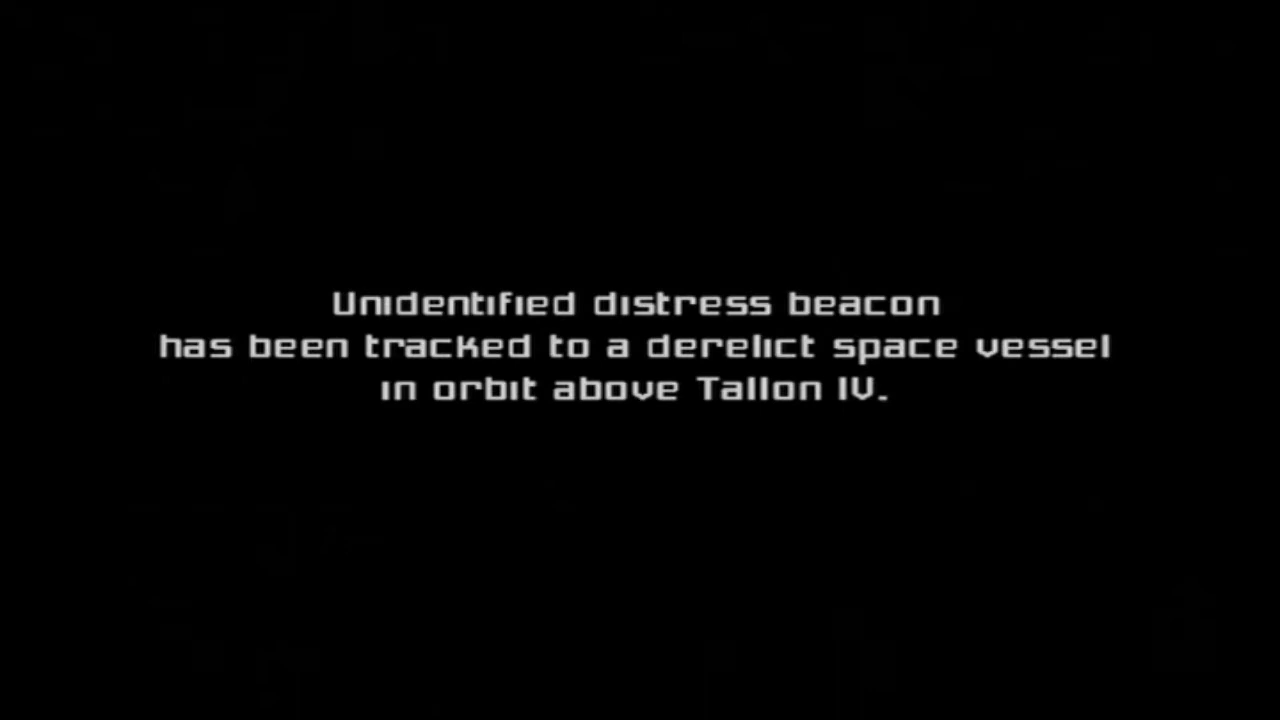 Unidentified distress beacon
has been tracked to a derelict space vessel
in orbit above Tallon IV.